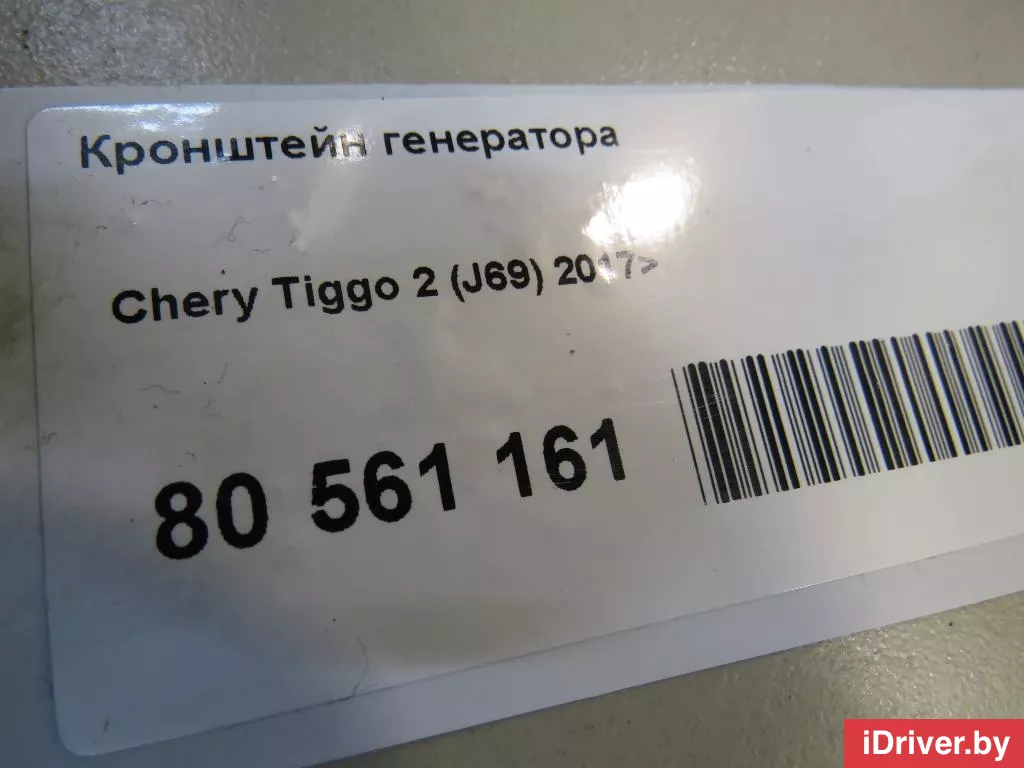 Кронштейн генератора
Chery Tiggo 2 (J69) 2017>
80 561 161
iDriver.by